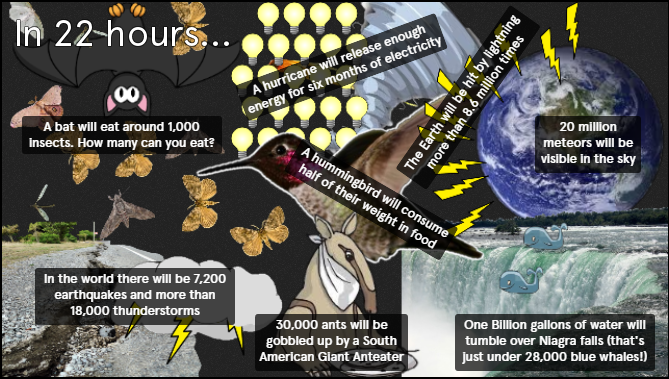 In 22 hours...
A hurricane will release enough
energy for six months of electricity
The Earth will be hit by lightning
more than 8.6 million times
A bat will eat around 1,000
Insects. How many can you eat?
20 million
meteors will be
visible in the sky
A hummingbird will consume
half of their weight in food
In the world there will be 7,200
earthquakes and more than
18,000 thunderstorms
30,000 ants will be
gobbled up by a South
American Giant Anteater
One Billion gallons of water will
tumble over Niagra falls (that's
just under 28,000 blue whales!)